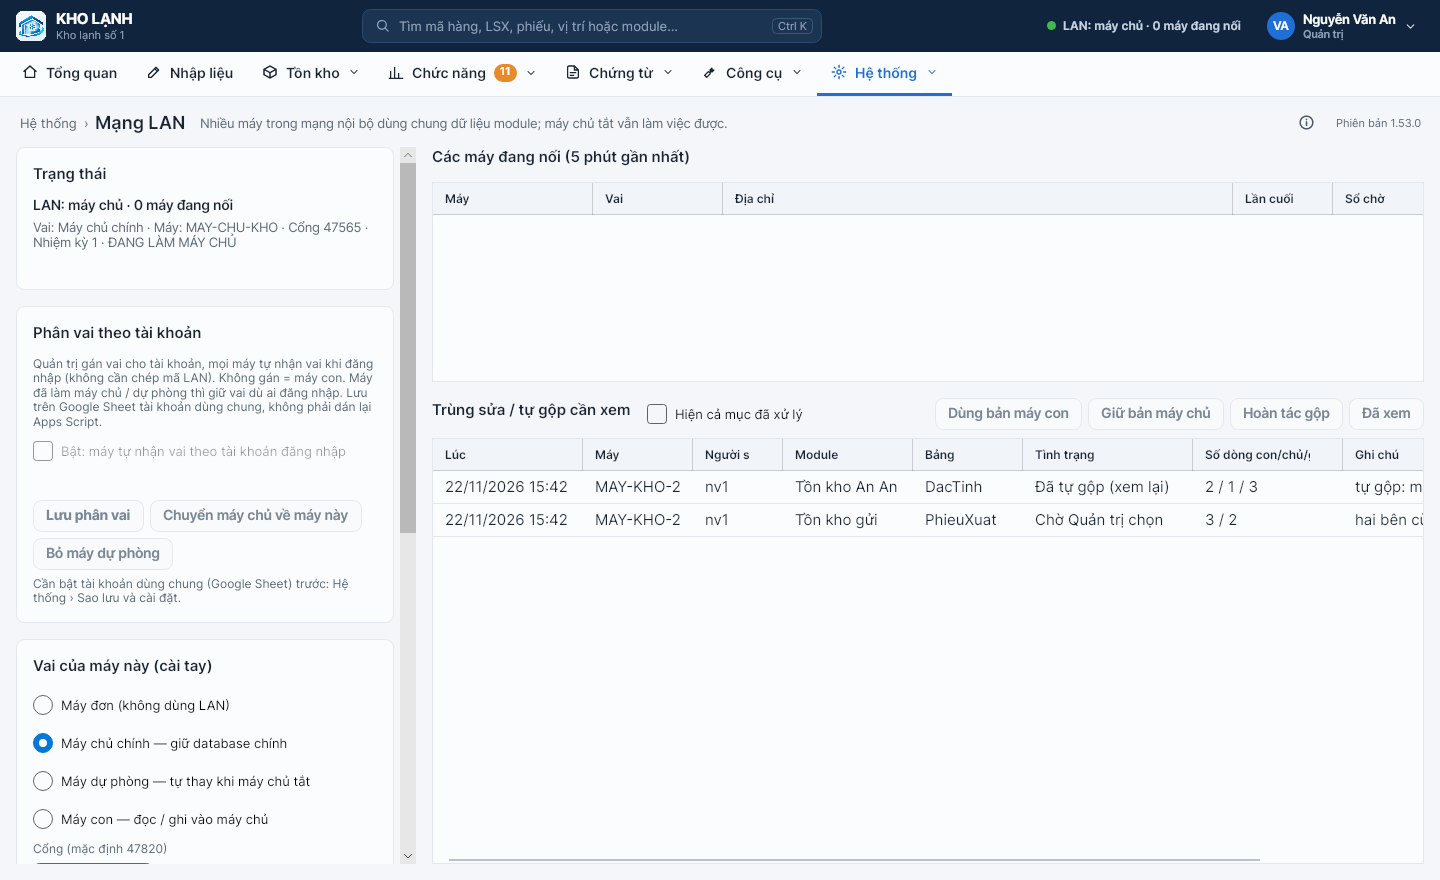 KHO LẠNH
Kho lạnh số 1
Tìm mã hàng, LSX, phiếu, vị trí hoặc module...
Ctrl K
LAN: máy chủ · 0 máy đang nối
VA
Nguyễn Văn An
Quản trị
Tổng quan
Nhập liệu
Tồn kho
Chức năng
11
Chứng từ
Công cụ
Hệ thống
Hệ thống › Mạng LAN
Nhiều máy trong mạng nội bộ dùng chung dữ liệu module; máy chủ tắt vẫn làm việc được.
Phiên bản 1.53.0
Trạng thái
LAN: máy chủ · 0 máy đang nối
Vai: Máy chủ chính · Máy: MAY-CHU-KHO · Cổng 47565 ·
Nhiệm kỳ 1 · ĐANG LÀM MÁY CHỦ
Phân vai theo tài khoản
Quản trị gán vai cho tài khoản, mọi máy tự nhận vai khi đăng
nhập (không cần chép mã LAN). Không gán = máy con. Máy
đã làm máy chủ / dự phòng thì giữ vai dù ai đăng nhập. Lưu
trên Google Sheet tài khoản dùng chung, không phải dán lại
Apps Script.
Bật: máy tự nhận vai theo tài khoản đăng nhập
Lưu phân vai
Chuyển máy chủ về máy này
Bỏ máy dự phòng
Cần bật tài khoản dùng chung (Google Sheet) trước: Hệ
thống › Sao lưu và cài đặt.
Vai của máy này (cài tay)
Máy đơn (không dùng LAN)
Máy chủ chính — giữ database chính
Máy dự phòng — tự thay khi máy chủ tắt
Máy con — đọc / ghi vào máy chủ
Cổng (mặc định 47820)
Các máy đang nối (5 phút gần nhất)
Máy Vai Địa chỉ Lần cuối Sổ chờ
Trùng sửa / tự gộp cần xem
Hiện cả mục đã xử lý
Dùng bản máy con
Giữ bản máy chủ
Hoàn tác gộp
Đã xem
Lúc Máy Người s Module Bảng Tình trạng Số dòng con/chủ/ Ghi chú
22/11/2026 15:42 MAY-KHO-2 nv1 Tồn kho An An DacTinh Đã tự gộp (xem lại) 2 / 1 / 3 tự gộp: m
22/11/2026 15:42 MAY-KHO-2 nv1 Tồn kho gửi PhieuXuat Chờ Quản trị chọn 3 / 2 hai bên